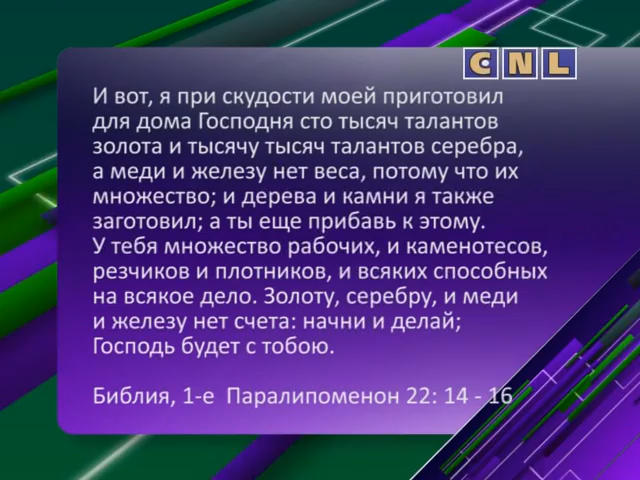 CNL
И вот, я при скудости моей приготовил
для дома Господня сто тысяч талантов
золота и тысячу тысяч талантов серебра,
а меди и железу нет веса, потому что их
множество; и дерева и камни я также
заготовил; а ты еще прибавь к этому.
У тебя множество рабочих, и каменотесов,
резчиков и плотников, и всяких способных
на всякое дело. Золоту, серебру, и меди
и железу нет счета: начни и делай;
Господь будет с тобою.
Библия, 1-е  Паралипоменон 22: 14 - 16